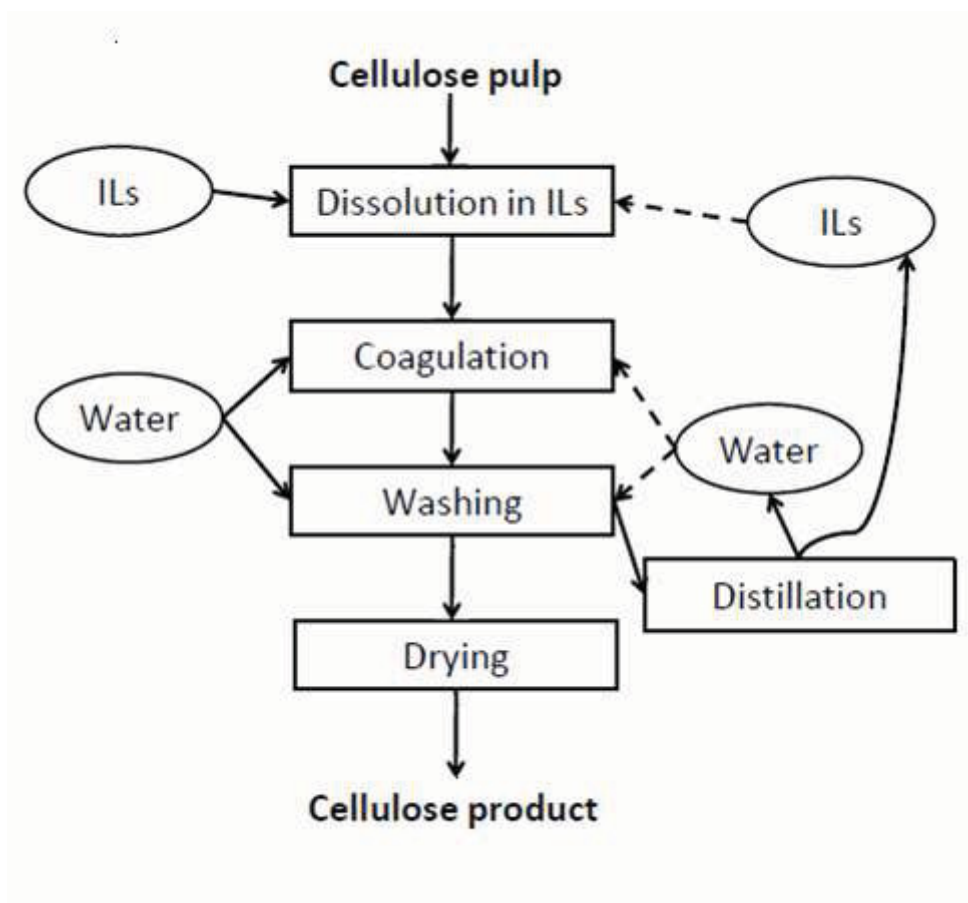 Cellulose pulp
ILs
Dissolution in ILs
ILs
Coagulation
Water
Water
Washing
Distillation
Drying
Cellulose product